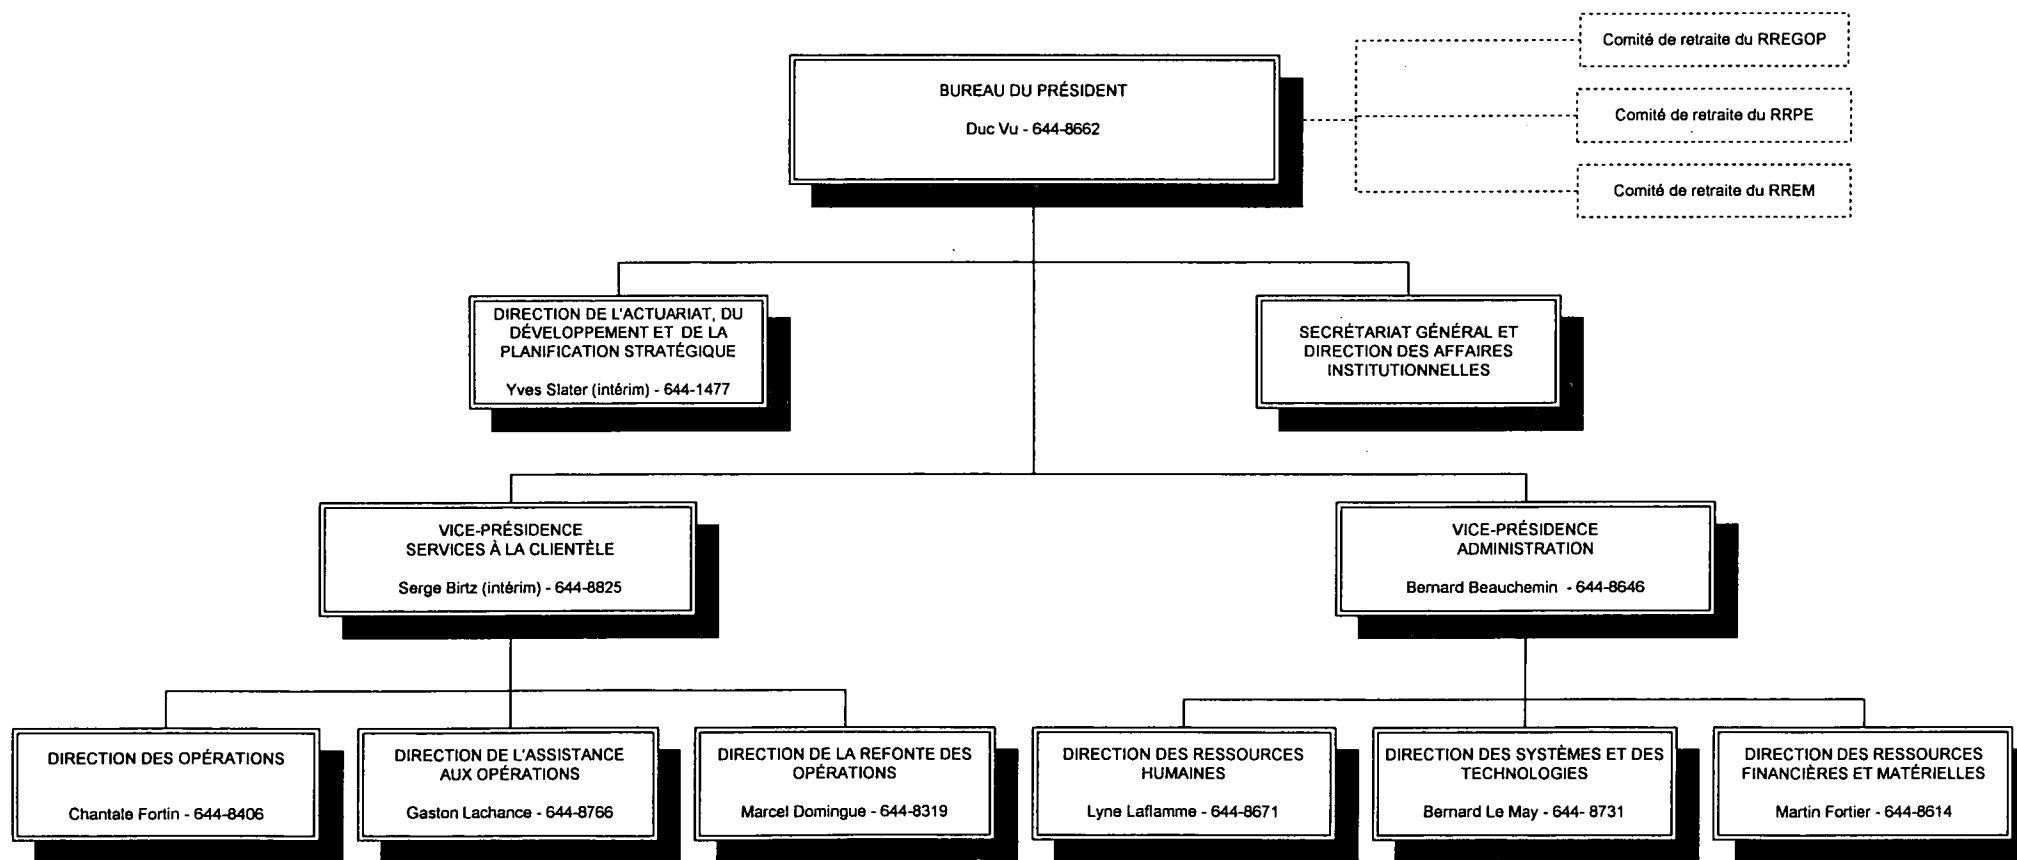 Comité de retraite du RREGOP
BUREAU DU PRÉSIDENT
Duc Vu - 644-8662
Comité de retraite du RRPE
Comité de retraite du RREM
DIRECTION DE L'ACTUARIAT, DU
DÉVELOPPEMENT ET DE LA
PLANIFICATION STRATÉGIQUE
Yves Slater (intérim) - 644-1477
SECRÉTARIAT GÉNÉRAL ET
DIRECTION DES AFFAIRES
INSTITUTIONNELLES
VICE-PRÉSIDENCE
SERVICES À LA CLIENTÈLE
Serge Birtz (intérim) - 644-8825
VICE-PRÉSIDENCE
ADMINISTRATION
Bernard Beauchemin - 644-8646
DIRECTION DES OPÉRATIONS
Chantale Fortin - 644-8406
DIRECTION DE L'ASSISTANCE
AUX OPÉRATIONS
Gaston Lachance - 644-8766
DIRECTION DE LA REFONTE DES
OPÉRATIONS
Marcel Domingue - 644-8319
DIRECTION DES RESSOURCES
HUMAINES
Lyne Laflamme - 644-8671
DIRECTION DES SYSTÈMES ET DES
TECHNOLOGIES
Bernard Le May - 644- 8731
DIRECTION DES RESSOURCES
FINANCIÈRES ET MATÉRIELLES
Martin Fortier - 644-8614